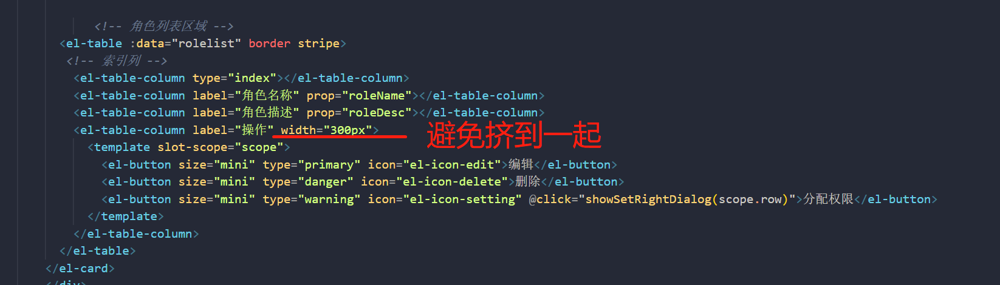 <!-- 角色列表区域 -->
<el-table :data="rolelist" border stripe>
<!-- 索引列 -->
<el-table-column type="index"></el-table-column>
<el-table-column label="角色名称" prop="roleName"></el-table-column>
<el-table-column label="角色描述" prop="roleDesc"></el-table-column>
<el-table-column label="操作" width="300px"> 避免挤到一起
<template slot-scope="scope">
<el-button size="mini" type="primary" icon="el-icon-edit">编辑</el-button>
<el-button size="mini" type="danger" icon="el-icon-delete">删除</el-button>
<el-button size="mini" type="warning" icon="el-icon-setting" @click="showSetRightDialog(scope.row)">分配权限</el-button>
</template>
</el-table-column>
</el-table>
</el-card>
</div>